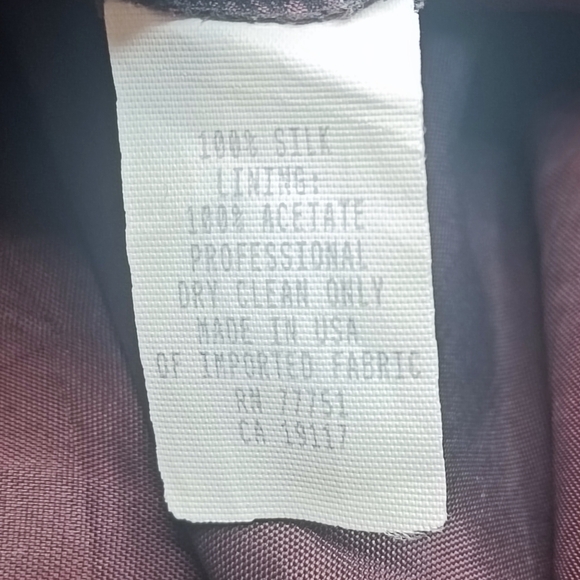 100% SILK
LINING:
100% ACETATE
PROFESSIONAL
DRY CLEAN ONLY
MADE IN USA
OF IMPORTED FABRIC
RN 77751
CA 19117